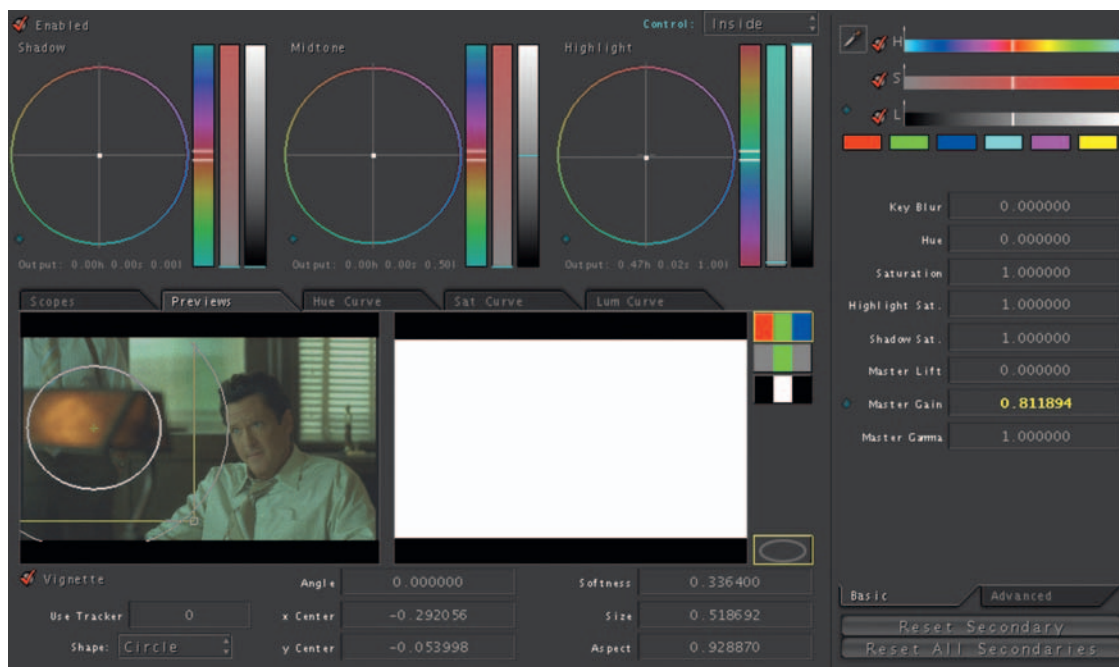 Enabled
Control: Inside
Shadow
Midtone
Highlight
H
S
L
Output: 0.00h 0.00s 0.00l
Output: 0.00h 0.00s 0.50l
Output: 0.47h 0.02s 1.00l
Key Blur 0.000000
Hue 0.000000
Saturation 1.000000
Highlight Sat. 1.000000
Shadow Sat. 1.000000
Master Lift 0.000000
Master Gain 0.811894
Master Gamma 1.000000
Scopes
Previews
Hue Curve
Sat Curve
Lum Curve
Vignette
Angle 0.000000
Softness 0.336400
Use Tracker 0
x Center -0.292056
Size 0.518692
Shape: Circle
y Center -0.053998
Aspect 0.928870
Basic
Advanced
Reset Secondary
Reset All Secondaries